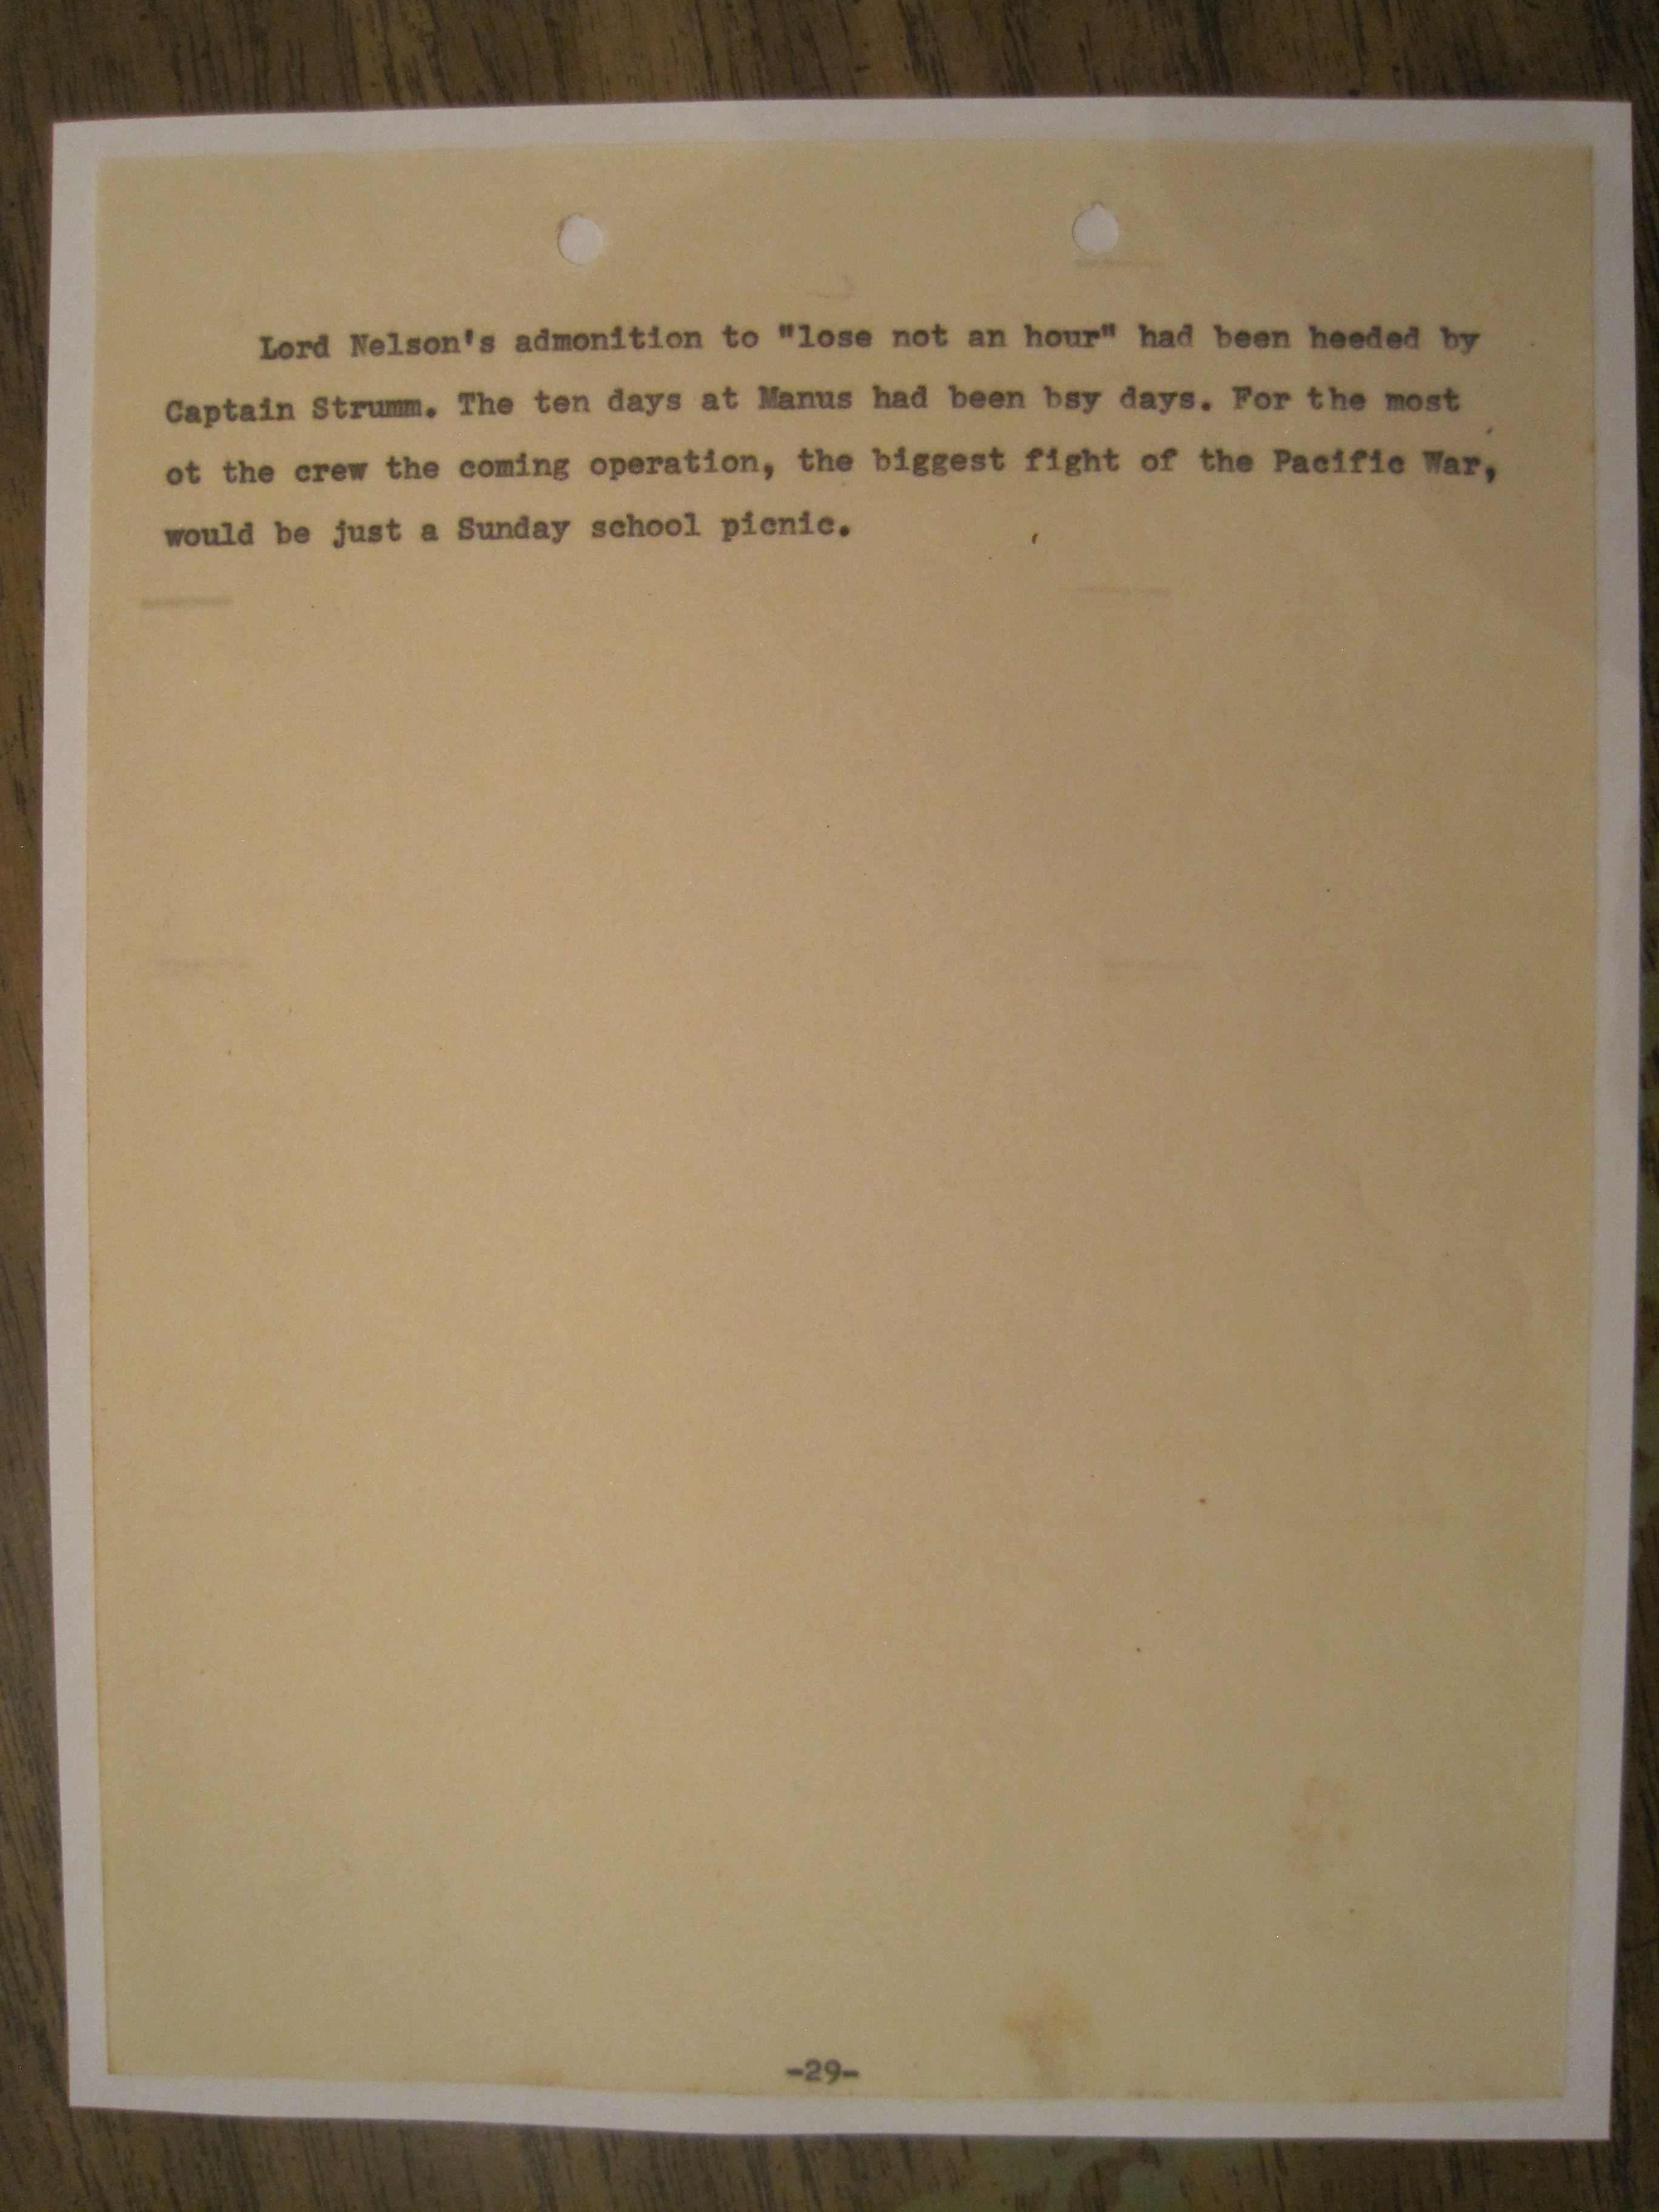 Lord Nelson's admonition to "lose not an hour" had been heeded by
Captain Strumm. The ten days at Manus had been bsy days. For the most
ot the crew the coming operation, the biggest fight of the Pacific War,
would be just a Sunday school picnic.
-29-